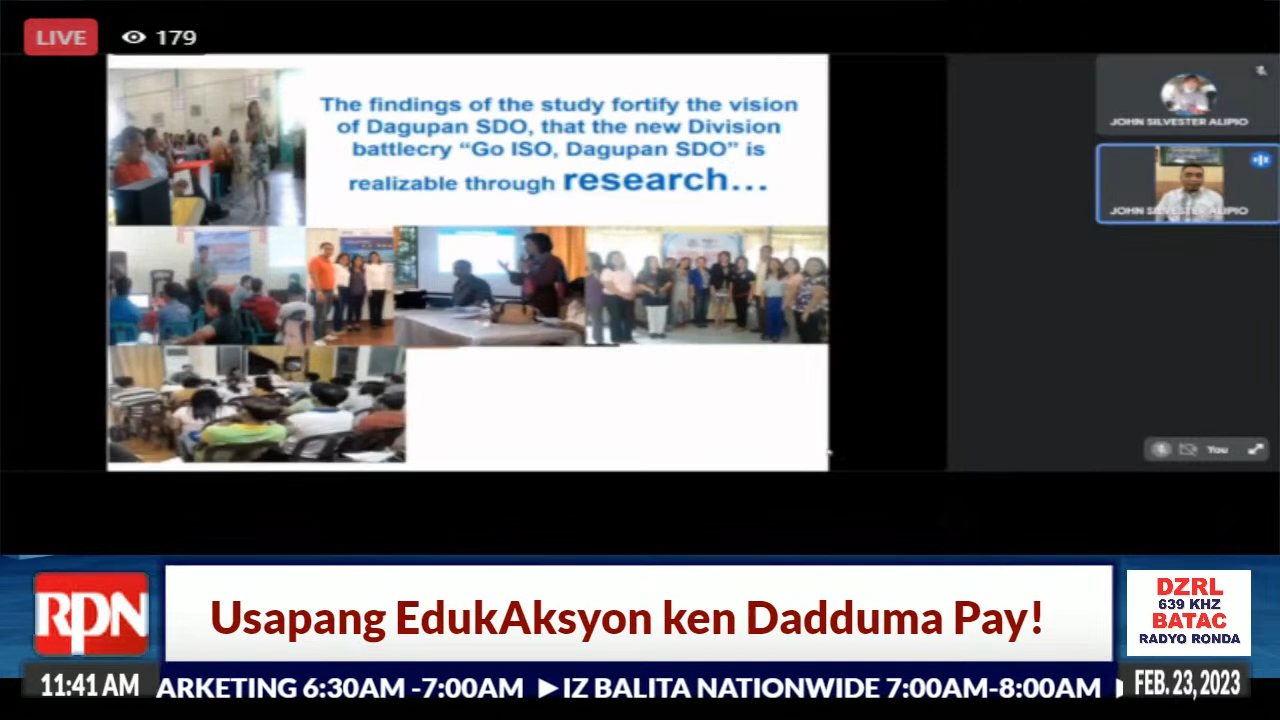 LIVE
179
The findings of the study fortify the vision
of Dagupan SDO, that the new Division
battlecry “Go ISO, Dagupan SDO” is
realizable through research...
JOHN SILVESTER ALIPIO
JOHN SILVESTER ALIPIO
You
RPN
Usapang EdukAksyon ken Dadduma Pay!
DZRL
639 KHZ
BATAC
RADYO RONDA
11:41 AM
ARKETING 6:30AM -7:00AM ▶IZ BALITA NATIONWIDE 7:00AM-8:00AM
FEB. 23, 2023